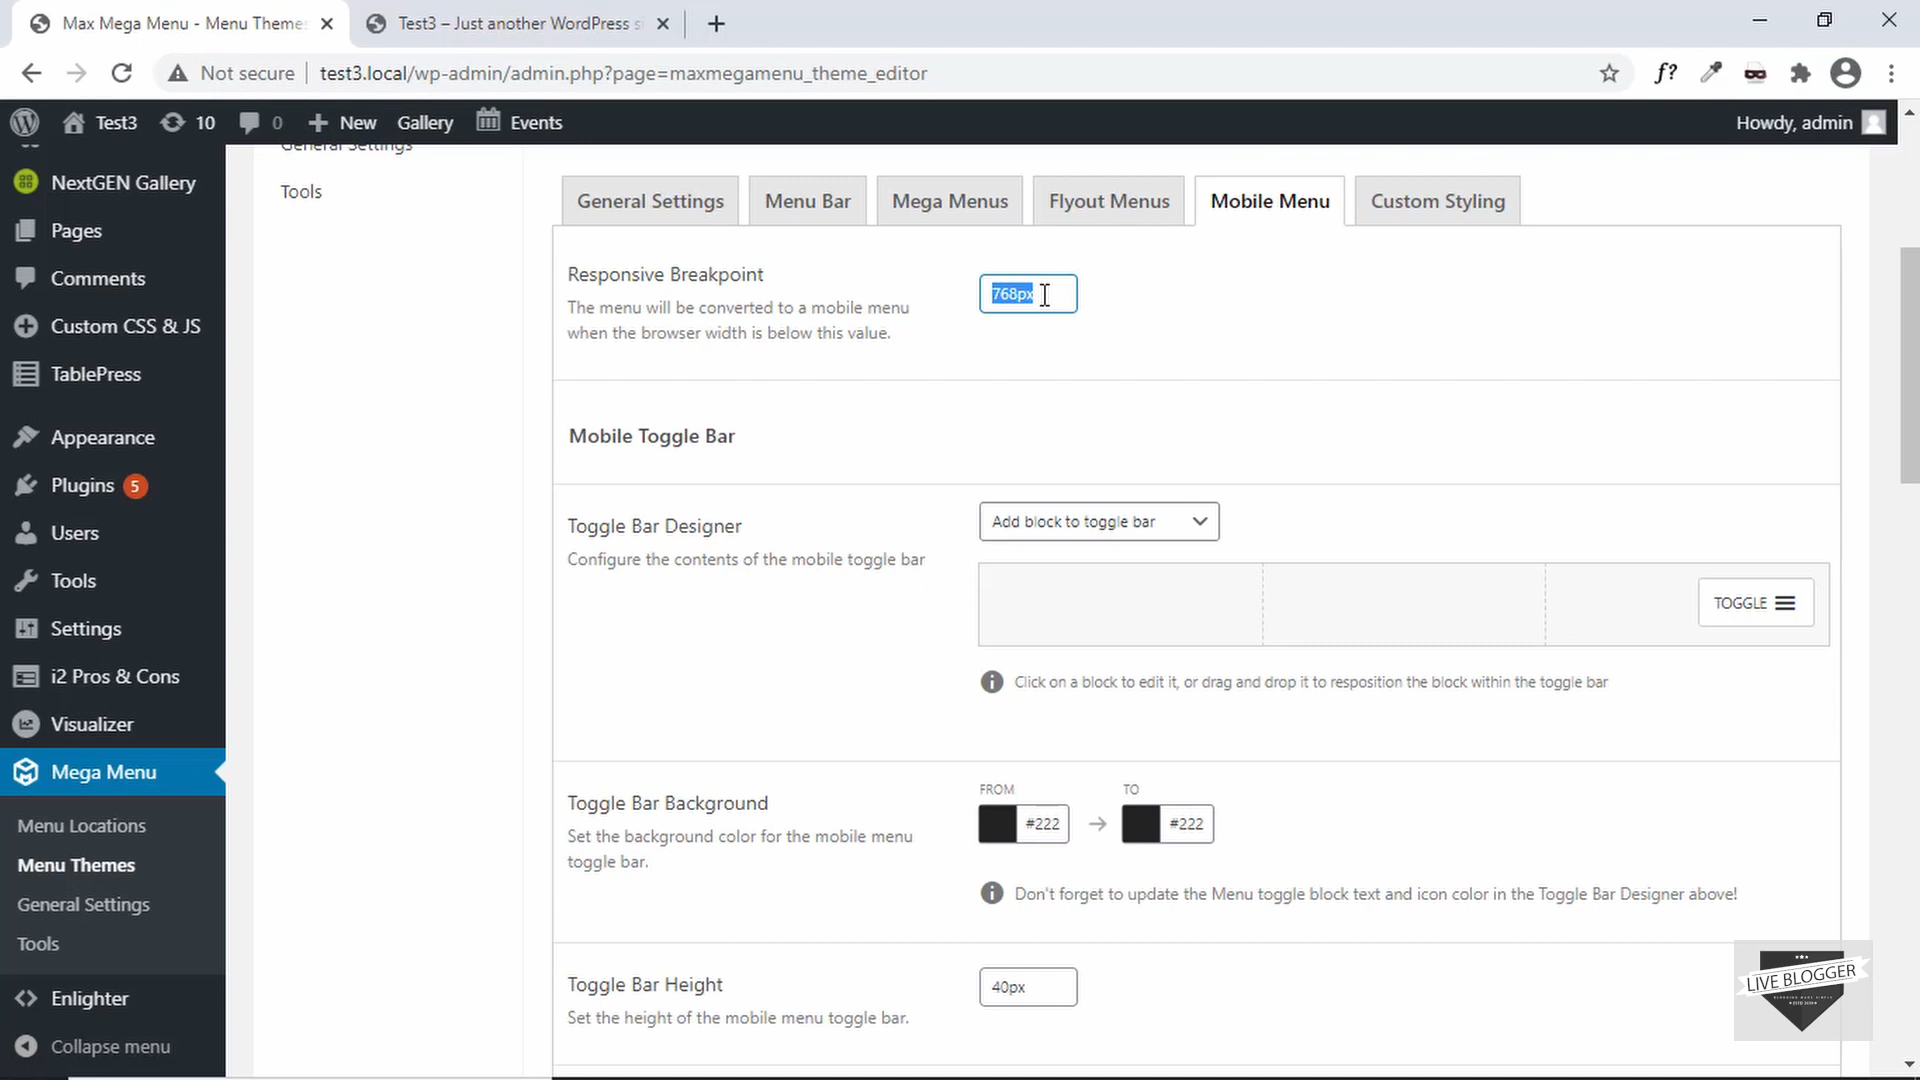 Max Mega Menu - Menu Themes
Test3 – Just another WordPress si
Not secure
test3.local/wp-admin/admin.php?page=maxmegamenu_theme_editor
f?
Test3
10
0
New
Gallery
Events
Howdy, admin
NextGEN Gallery
Pages
Comments
Custom CSS & JS
TablePress
Appearance
Plugins 5
Users
Tools
Settings
i2 Pros & Cons
Visualizer
Mega Menu
Menu Locations
Menu Themes
General Settings
Tools
Enlighter
Collapse menu
General Settings
Tools
General Settings
Menu Bar
Mega Menus
Flyout Menus
Mobile Menu
Custom Styling
Responsive Breakpoint
The menu will be converted to a mobile menu
when the browser width is below this value.
768px
Mobile Toggle Bar
Toggle Bar Designer
Configure the contents of the mobile toggle bar
Add block to toggle bar
TOGGLE
Click on a block to edit it, or drag and drop it to resposition the block within the toggle bar
Toggle Bar Background
Set the background color for the mobile menu
toggle bar.
FROM
TO
#222
#222
Don't forget to update the Menu toggle block text and icon color in the Toggle Bar Designer above!
Toggle Bar Height
Set the height of the mobile menu toggle bar.
40px
LIVE BLOGGER